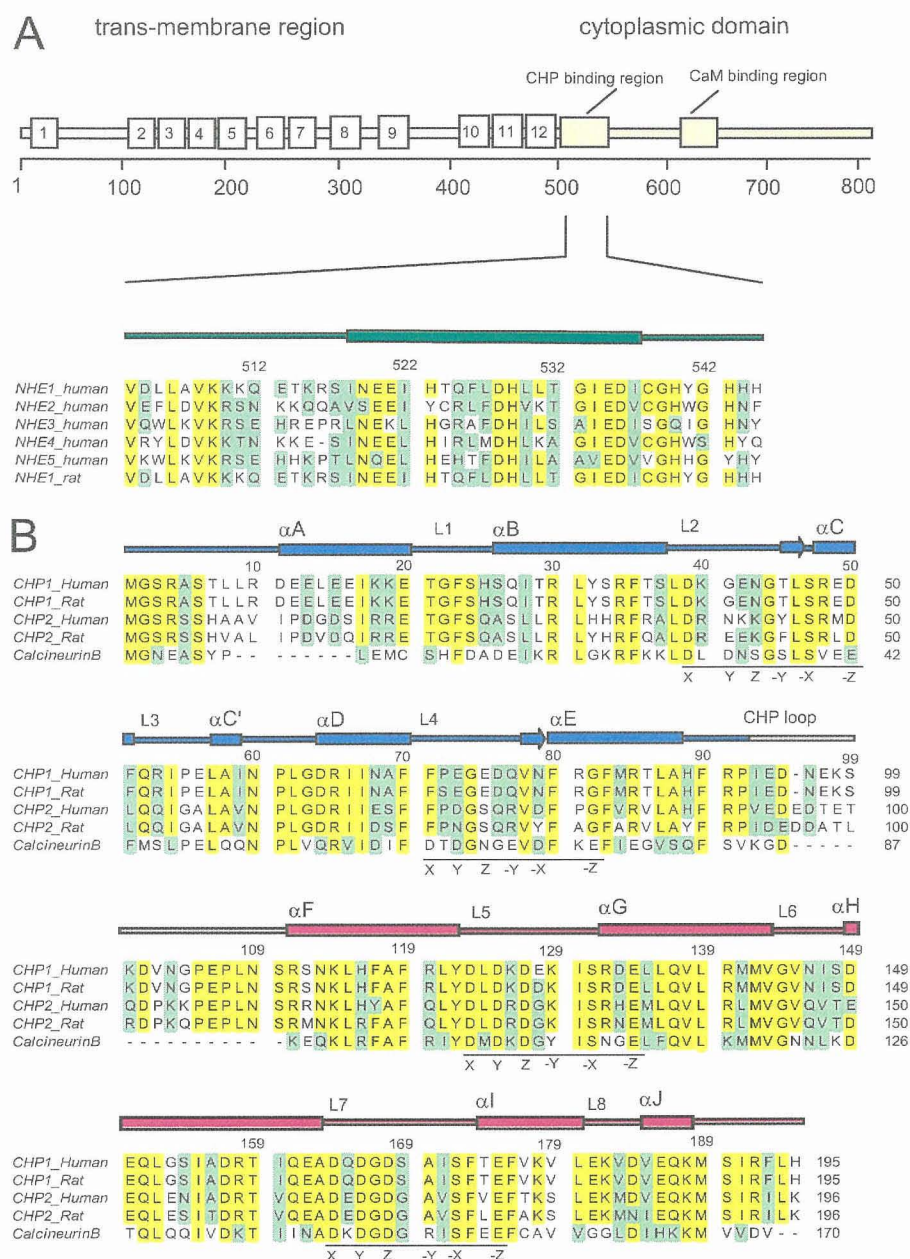 A
trans-membrane region
cytoplasmic domain
CHP binding region
CaM binding region
1 2 3 4 5 6 7 8 9 10 11 12
1 100 200 300 400 500 600 700 800
512 522 532 542
NHE1_human VDLLAVKKKQ ETKRSINEEI HTQFLDHLLT GIEDICGHYG HHH
NHE2_human VEFLDVKRSN KKQQAVSEEI YCRLFDHVKT GIEDVCGHWG HNF
NHE3_human VQWLKVKRSE HREPRLNEKL HGRAFDHILS AIEDISGQIG HNY
NHE4_human VRYLDVKKTN KKE-SINEEL HIRLMDHLKA GIEDVCGHWS HYQ
NHE5_human VKWLKVKRSE HHKPTLNQEL HEHTFDHILA AVEDVVGHHG YHY
NHE1_rat VDLLAVKKKQ ETKRSINEEI HTQFLDHLLT GIEDICGHYG HHH
B
αA L1 αB L2 αC
10 20 30 40 50
CHP1_Human MGSRASTLLR DEELEEIKKE TGFSHSQITR LYSRFTSLDK GENGTLSRED 50
CHP1_Rat MGSRASTLLR DEELEEIKKE TGFSHSQITR LYSRFTSLDK GENGTLSRED 50
CHP2_Human MGSRSSHAAV IPDGDSIRRE TGFSQASLLR LHHRFRALDR NKKGYLSRMD 50
CHP2_Rat MGSRSSHVAL IPDVDQIRRE TGFSQASLLR LYHRFQALDR EEKGFLSRLD 50
CalcineurinB MGNEASYP-- -------LEMC SHFDADEIKR LGKRFKKLDL DNSGSLSVEE 42
X Y Z -Y -X -Z
L3 αC' αD L4 αE CHP loop
60 70 80 90 99
CHP1_Human FQRIPELAIN PLGDRIINAF FPEGEDQVNF RGFMRTLAHF RPIED-NEKS 99
CHP1_Rat FQRIPELAIN PLGDRIINAF FSEGEDQVNF RGFMRTLAHF RPIED-NEKS 99
CHP2_Human LQQIGALAVN PLGDRIIESF FPDGSQRVDF PGFVRVLAHF RPVEDEDTET 100
CHP2_Rat LQQIGALAVN PLGDRIIDSF FPNGSQRVYF AGFARVLAYF RPIDEDDATL 100
CalcineurinB FMSLPELQQN PLVQRVIDIF DTDGNGEVDF KEFIEGVSQF SVKGD----- 87
X Y Z -Y -X -Z
αF L5 αG L6 αH
109 119 129 139 149
CHP1_Human KDVNGPEPLN SRSNKLHFAF RLYDLDKDEK ISRDELLQVL RMMVGVNISD 149
CHP1_Rat KDVNGPEPLN SRSNKLHFAF RLYDLDKDDK ISRDELLQVL RMMVGVNISD 149
CHP2_Human QDPKKPEPLN SRRNKLHYAF QLYDLDRDGK ISRHEMLQVL RLMVGVQVTE 150
CHP2_Rat RDPKQPEPLN SRMNKLRFAF QLYDLDRDGK ISRNEMLQVL RLMVGVQVTD 150
CalcineurinB ---------- --KEQKLRFAF RIYDMDKDGY ISNGELFQVL KMMVGNNLKD 126
X Y Z -Y -X -Z
L7 αI L8 αJ
159 169 179 189
CHP1_Human EQLGSIADRT IQEADQDGDS AISFTEFVKV LEKVDVEQKM SIRFLH 195
CHP1_Rat EQLGSIADRT IQEADQDGDS AISFTEFVKV LEKVDVEQKM SIRFLH 195
CHP2_Human EQLENIADRT VQEADEDGDG AVSFVEFTKS LEKMDVEQKM SIRILK 196
CHP2_Rat EQLESITDRT VQEADEDGDG AVSFLEFAKS LEKMNIEQKM SIRILK 196
CalcineurinB TQLQQIVDKT IINADKDGDG RISFEEFCAV VGGLDIHKKM VVDV-- 170
X Y Z -Y -X -Z